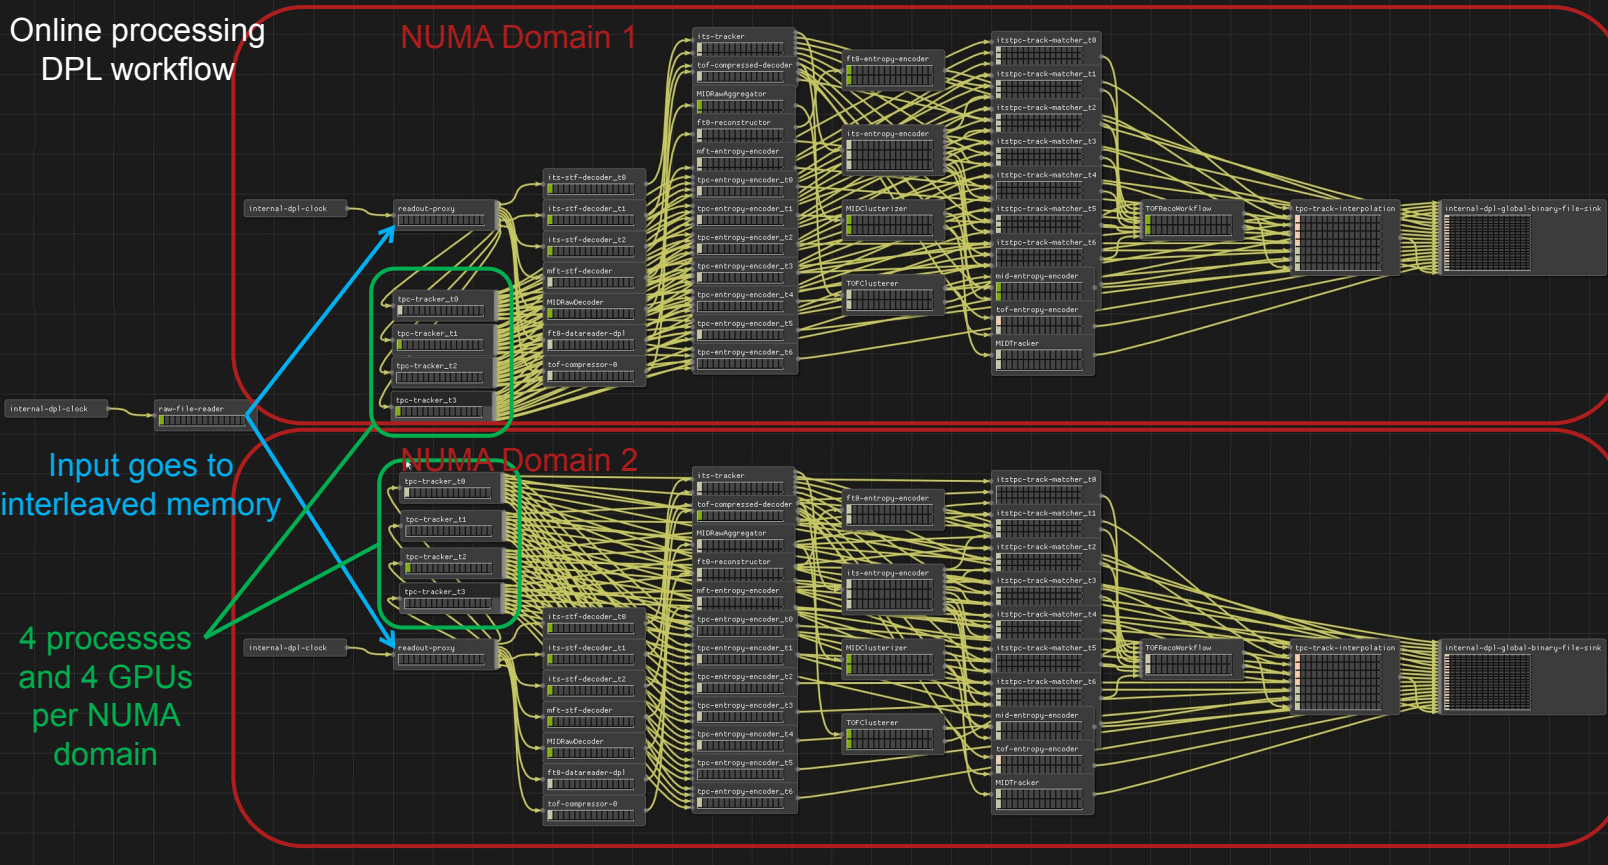 Online processing
DPL workflow
NUMA Domain 1
internal-dpl-clock
readout-proxy
tpc-tracker_t0
tpc-tracker_t1
tpc-tracker_t2
tpc-tracker_t3
its-stf-decoder_t0
its-stf-decoder_t1
its-stf-decoder_t2
mft-stf-decoder
MIDRawDecoder
ft0-datareader-dpl
tof-compressor-0
its-tracker
tof-compressed-decoder
MIDRawAggregator
ft0-reconstructor
mft-entropy-encoder
tpc-entropy-encoder_t0
tpc-entropy-encoder_t1
tpc-entropy-encoder_t2
tpc-entropy-encoder_t3
tpc-entropy-encoder_t4
tpc-entropy-encoder_t5
tpc-entropy-encoder_t6
ft0-entropy-encoder
its-entropy-encoder
MIDClusterizer
TOFClusterer
itstpc-track-matcher_t0
itstpc-track-matcher_t1
itstpc-track-matcher_t2
itstpc-track-matcher_t3
itstpc-track-matcher_t4
itstpc-track-matcher_t5
itstpc-track-matcher_t6
mid-entropy-encoder
tof-entropy-encoder
MIDTracker
TOFRecoWorkflow
tpc-track-interpolation
internal-dpl-global-binary-file-sink
internal-dpl-clock
raw-file-reader
Input goes to
interleaved memory
4 processes
and 4 GPUs
per NUMA
domain
NUMA Domain 2
tpc-tracker_t0
tpc-tracker_t1
tpc-tracker_t2
tpc-tracker_t3
internal-dpl-clock
readout-proxy
its-stf-decoder_t0
its-stf-decoder_t1
its-stf-decoder_t2
mft-stf-decoder
MIDRawDecoder
ft0-datareader-dpl
tof-compressor-0
its-tracker
tof-compressed-decoder
MIDRawAggregator
ft0-reconstructor
mft-entropy-encoder
tpc-entropy-encoder_t0
tpc-entropy-encoder_t1
tpc-entropy-encoder_t2
tpc-entropy-encoder_t3
tpc-entropy-encoder_t4
tpc-entropy-encoder_t5
tpc-entropy-encoder_t6
ft0-entropy-encoder
its-entropy-encoder
MIDClusterizer
TOFClusterer
itstpc-track-matcher_t0
itstpc-track-matcher_t1
itstpc-track-matcher_t2
itstpc-track-matcher_t3
itstpc-track-matcher_t4
itstpc-track-matcher_t5
itstpc-track-matcher_t6
mid-entropy-encoder
tof-entropy-encoder
MIDTracker
TOFRecoWorkflow
tpc-track-interpolation
internal-dpl-global-binary-file-sink